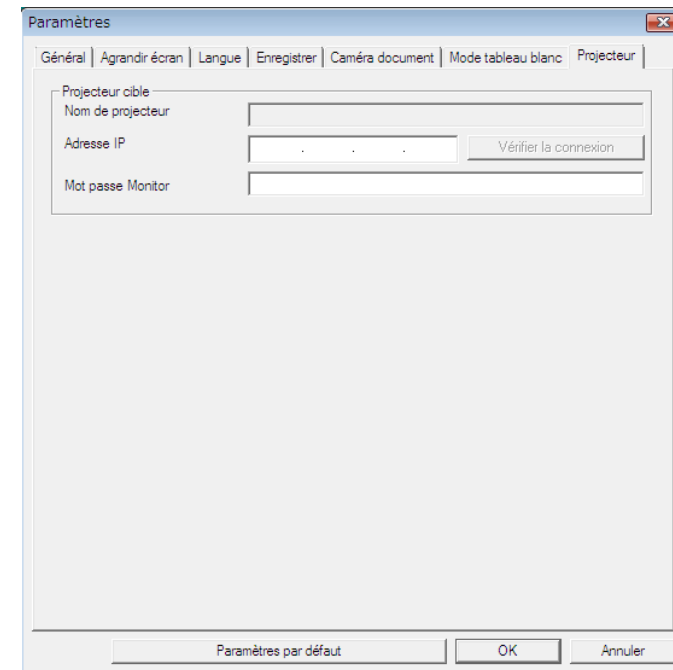 Paramètres
Général Agrandir écran Langue Enregistrer Caméra document Mode tableau blanc Projecteur
Projecteur cible
Nom de projecteur
Adresse IP . . . Vérifier la connexion
Mot passe Monitor
Paramètres par défaut OK Annuler